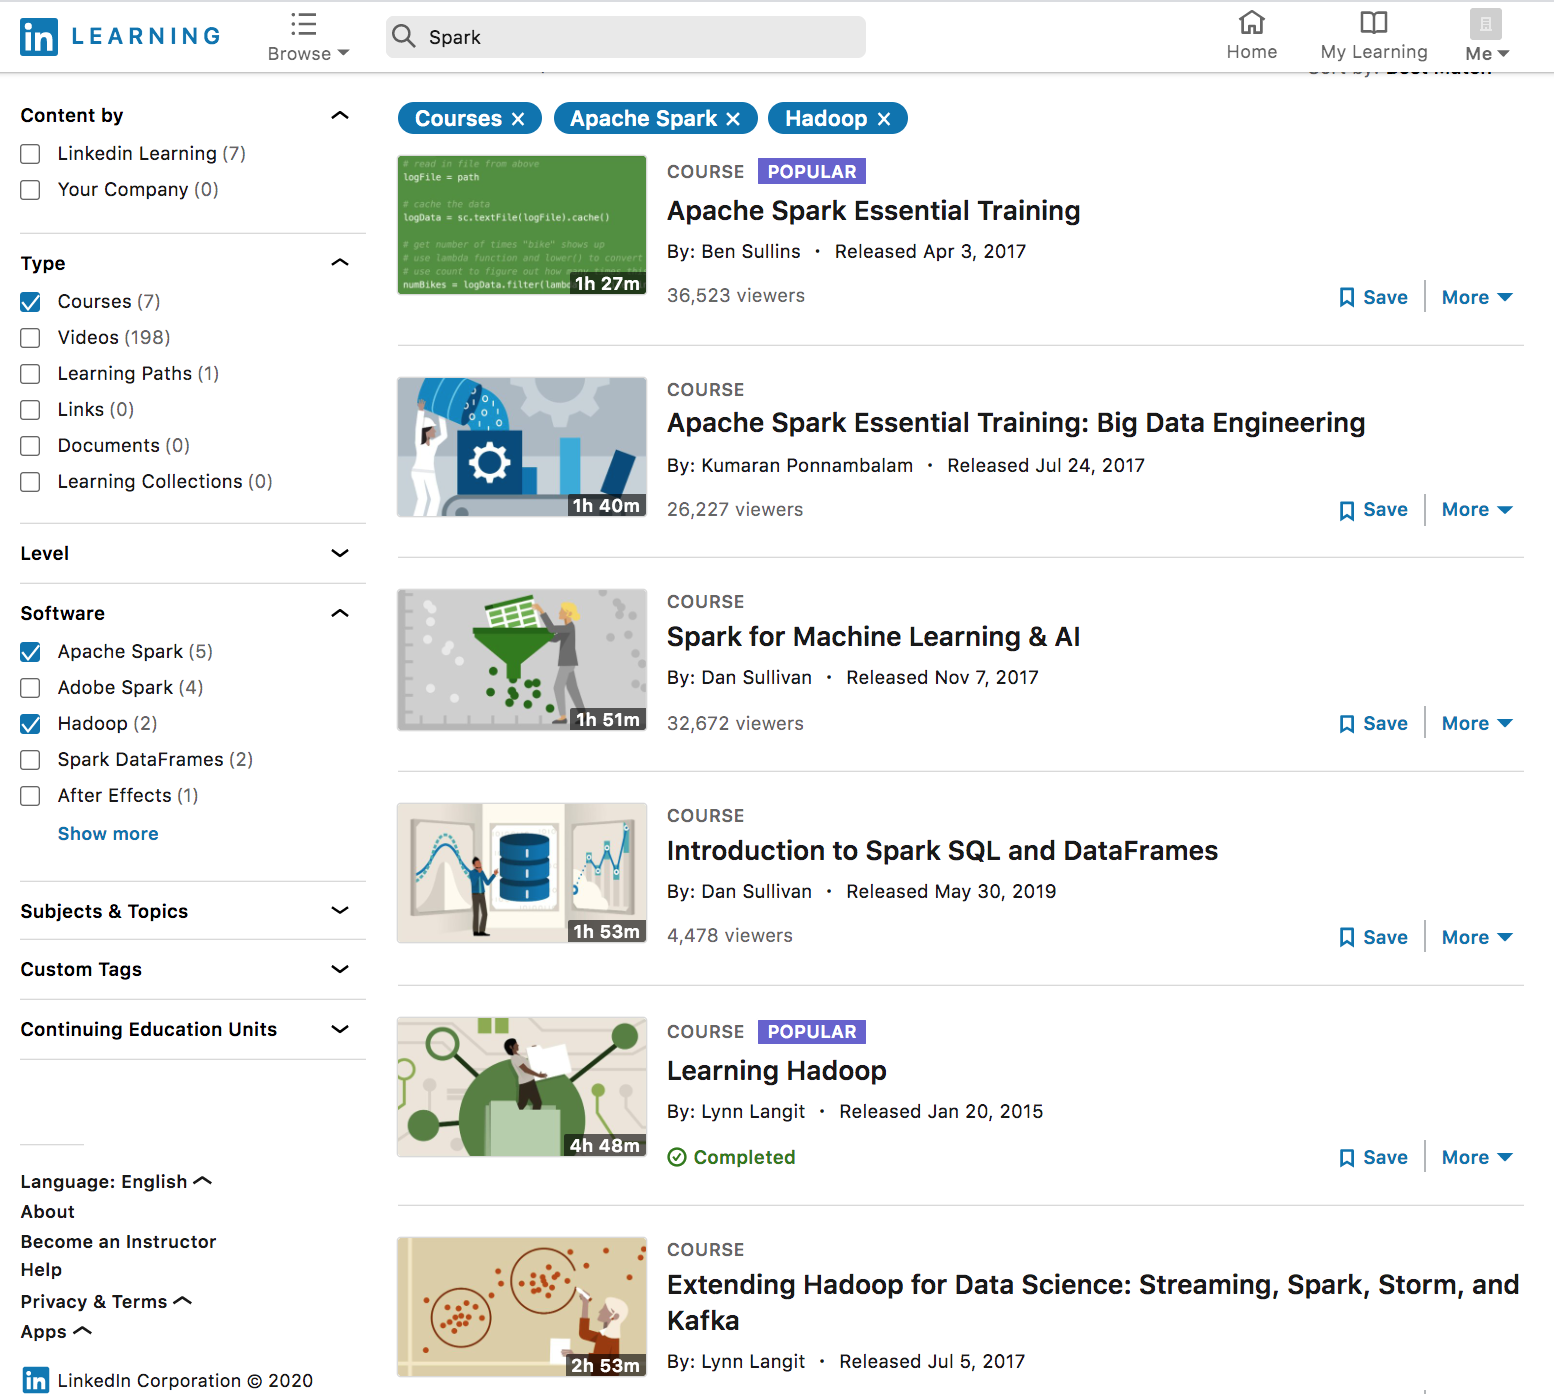 in LEARNING
Browse
Spark
Home
My Learning
Me
Content by
Linkedin Learning (7)
Your Company (0)
Type
Courses (7)
Videos (198)
Learning Paths (1)
Links (0)
Documents (0)
Learning Collections (0)
Level
Software
Apache Spark (5)
Adobe Spark (4)
Hadoop (2)
Spark DataFrames (2)
After Effects (1)
Show more
Subjects & Topics
Custom Tags
Continuing Education Units
Language: English
About
Become an Instructor
Help
Privacy & Terms
Apps
in LinkedIn Corporation © 2020
Sort by: Best Match
Courses ×
Apache Spark ×
Hadoop ×
# read in file from above
logFile = path
# cache the data
logData = sc.textFile(logFile).cache()
# get number of times "bike" shows up
# use lambda function and lower() to convert
# use count to figure out how many times this
numBikes = logData.filter(lambd
1h 27m
COURSE POPULAR
Apache Spark Essential Training
By: Ben Sullins • Released Apr 3, 2017
36,523 viewers
Save
More
1h 40m
COURSE
Apache Spark Essential Training: Big Data Engineering
By: Kumaran Ponnambalam • Released Jul 24, 2017
26,227 viewers
Save
More
1h 51m
COURSE
Spark for Machine Learning & AI
By: Dan Sullivan • Released Nov 7, 2017
32,672 viewers
Save
More
1h 53m
COURSE
Introduction to Spark SQL and DataFrames
By: Dan Sullivan • Released May 30, 2019
4,478 viewers
Save
More
4h 48m
COURSE POPULAR
Learning Hadoop
By: Lynn Langit • Released Jan 20, 2015
Completed
Save
More
2h 53m
COURSE
Extending Hadoop for Data Science: Streaming, Spark, Storm, and
Kafka
By: Lynn Langit • Released Jul 5, 2017